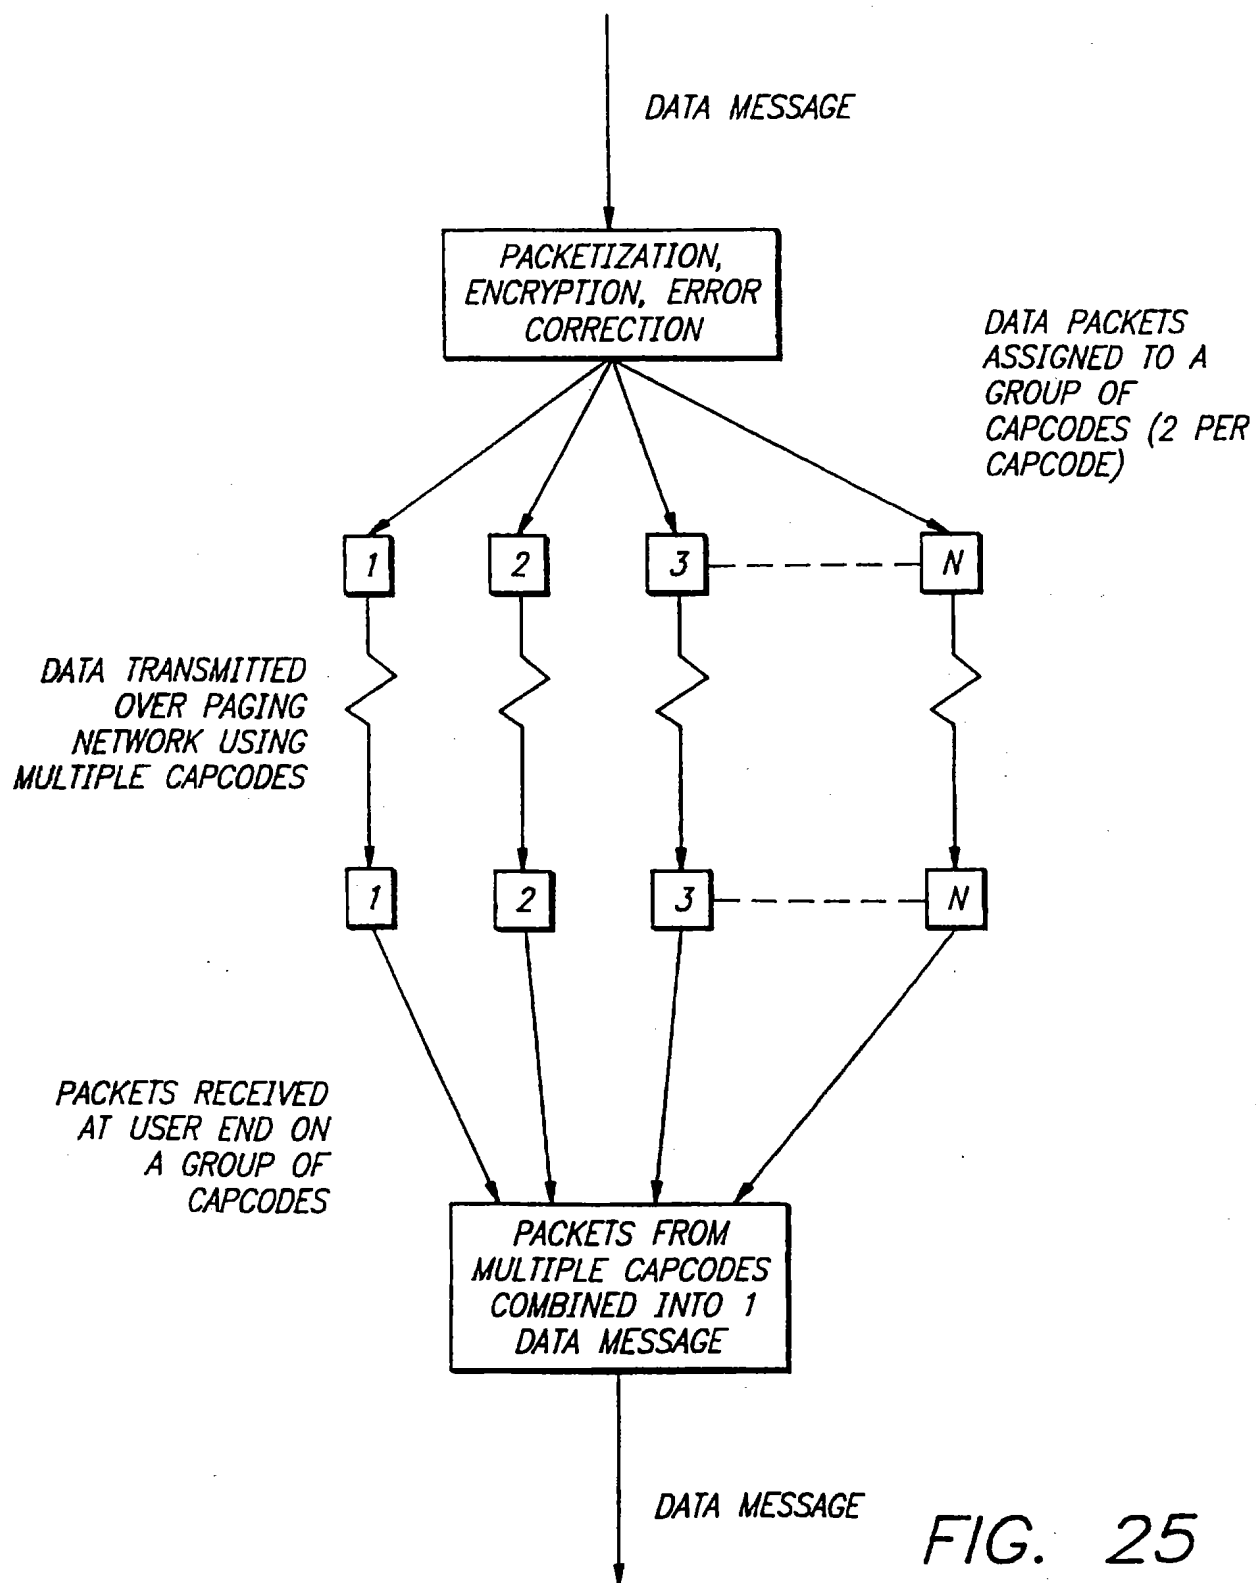 DATA MESSAGE
PACKETIZATION,
ENCRYPTION, ERROR
CORRECTION
DATA PACKETS
ASSIGNED TO A
GROUP OF
CAPCODES (2 PER
CAPCODE)
1 2 3 N
DATA TRANSMITTED
OVER PAGING
NETWORK USING
MULTIPLE CAPCODES
1 2 3 N
PACKETS RECEIVED
AT USER END ON
A GROUP OF
CAPCODES
PACKETS FROM
MULTIPLE CAPCODES
COMBINED INTO 1
DATA MESSAGE
DATA MESSAGE
FIG. 25